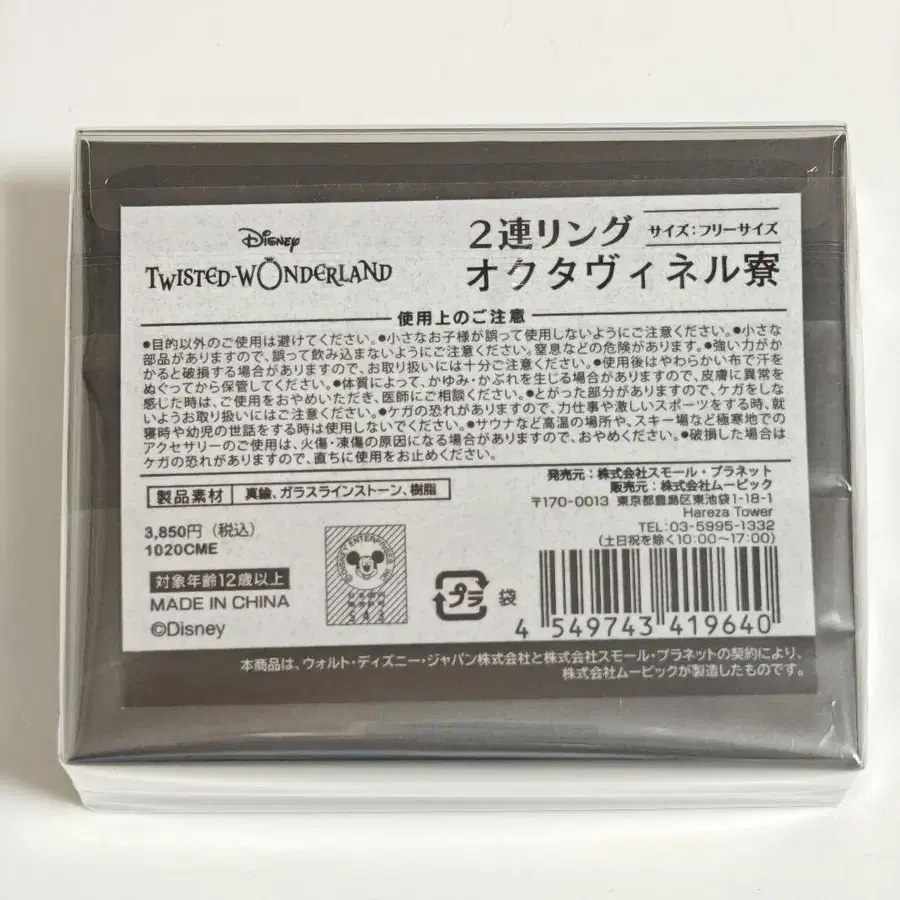 Disney
TWISTED-WONDERLAND
2連リング
サイズ:フリーサイズ
オクタヴィネル寮
使用上のご注意
●目的以外のご使用は避けてください。●小さなお子様が誤って使用しないようにご注意ください。●小さな
部品がありますので、誤って飲み込まないようにご注意ください。窒息などの危険があります。●強い力がか
かると破損する場合がありますので、お取り扱いには十分ご注意ください。●使用後はやわらかい布で汗を
ぬぐってから保管してください。●体質によって、かゆみ・かぶれを生じる場合がありますので、皮膚に異常を
感じた時は、ご使用をおやめいただき、医師にご相談ください。●とがった部分がありますので、ケガをしな
いようお取り扱いにはご注意ください。●ケガの恐れがありますので、力仕事や激しいスポーツをする時、就
寝時や幼児の世話をする時は使用しないでください。●サウナなど高温の場所や、スキー場など極寒地での
アクセサリーのご使用は、火傷・凍傷の原因になる場合がありますので、おやめください。●破損した場合は
ケガの恐れがありますので、直ちに使用をお止めください。
製品素材 真鍮、ガラスラインストーン、樹脂
発売元:株式会社スモール・プラネット
販売元:株式会社ムービック
〒170-0013 東京都豊島区東池袋1-18-1
Hareza Tower
TEL:03-5995-1332
(土日祝を除く10:00〜17:00)
3,850円(税込)
1020CME
対象年齢12歳以上
MADE IN CHINA
©Disney
©DISNEY ENTERPRISES, INC.
プラ 袋
4 549743 419640
本商品は、ウォルト・ディズニー・ジャパン株式会社と株式会社スモール・プラネットの契約により、
株式会社ムービックが製造したものです。